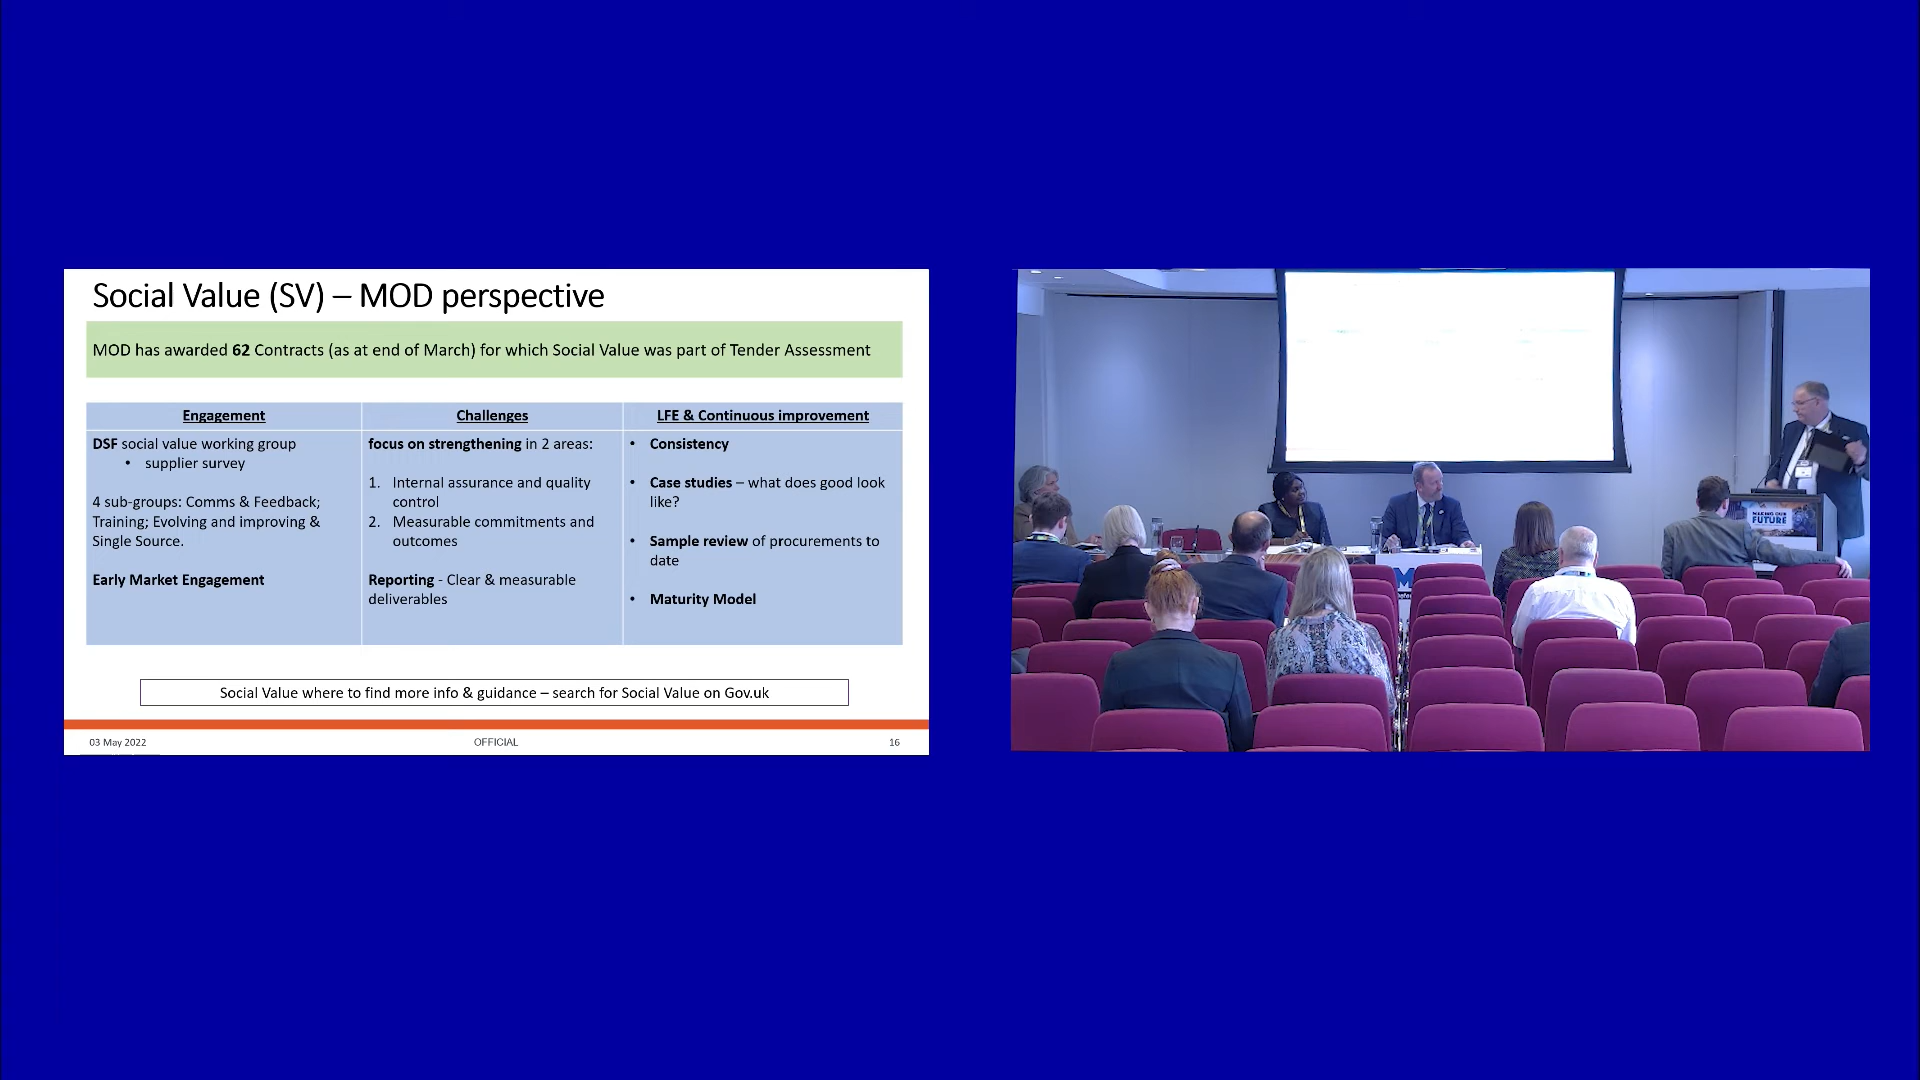 Social Value (SV) – MOD perspective
MOD has awarded 62 Contracts (as at end of March) for which Social Value was part of Tender Assessment
Engagement
DSF social value working group
• supplier survey
4 sub-groups: Comms & Feedback;
Training; Evolving and improving &
Single Source.
Early Market Engagement
Challenges
focus on strengthening in 2 areas:
1. Internal assurance and quality
control
2. Measurable commitments and
outcomes
Reporting - Clear & measurable
deliverables
LFE & Continuous improvement
• Consistency
• Case studies – what does good look
like?
• Sample review of procurements to
date
• Maturity Model
Social Value where to find more info & guidance – search for Social Value on Gov.uk
03 May 2022
OFFICIAL
16
MAKING OUR
FUTURE